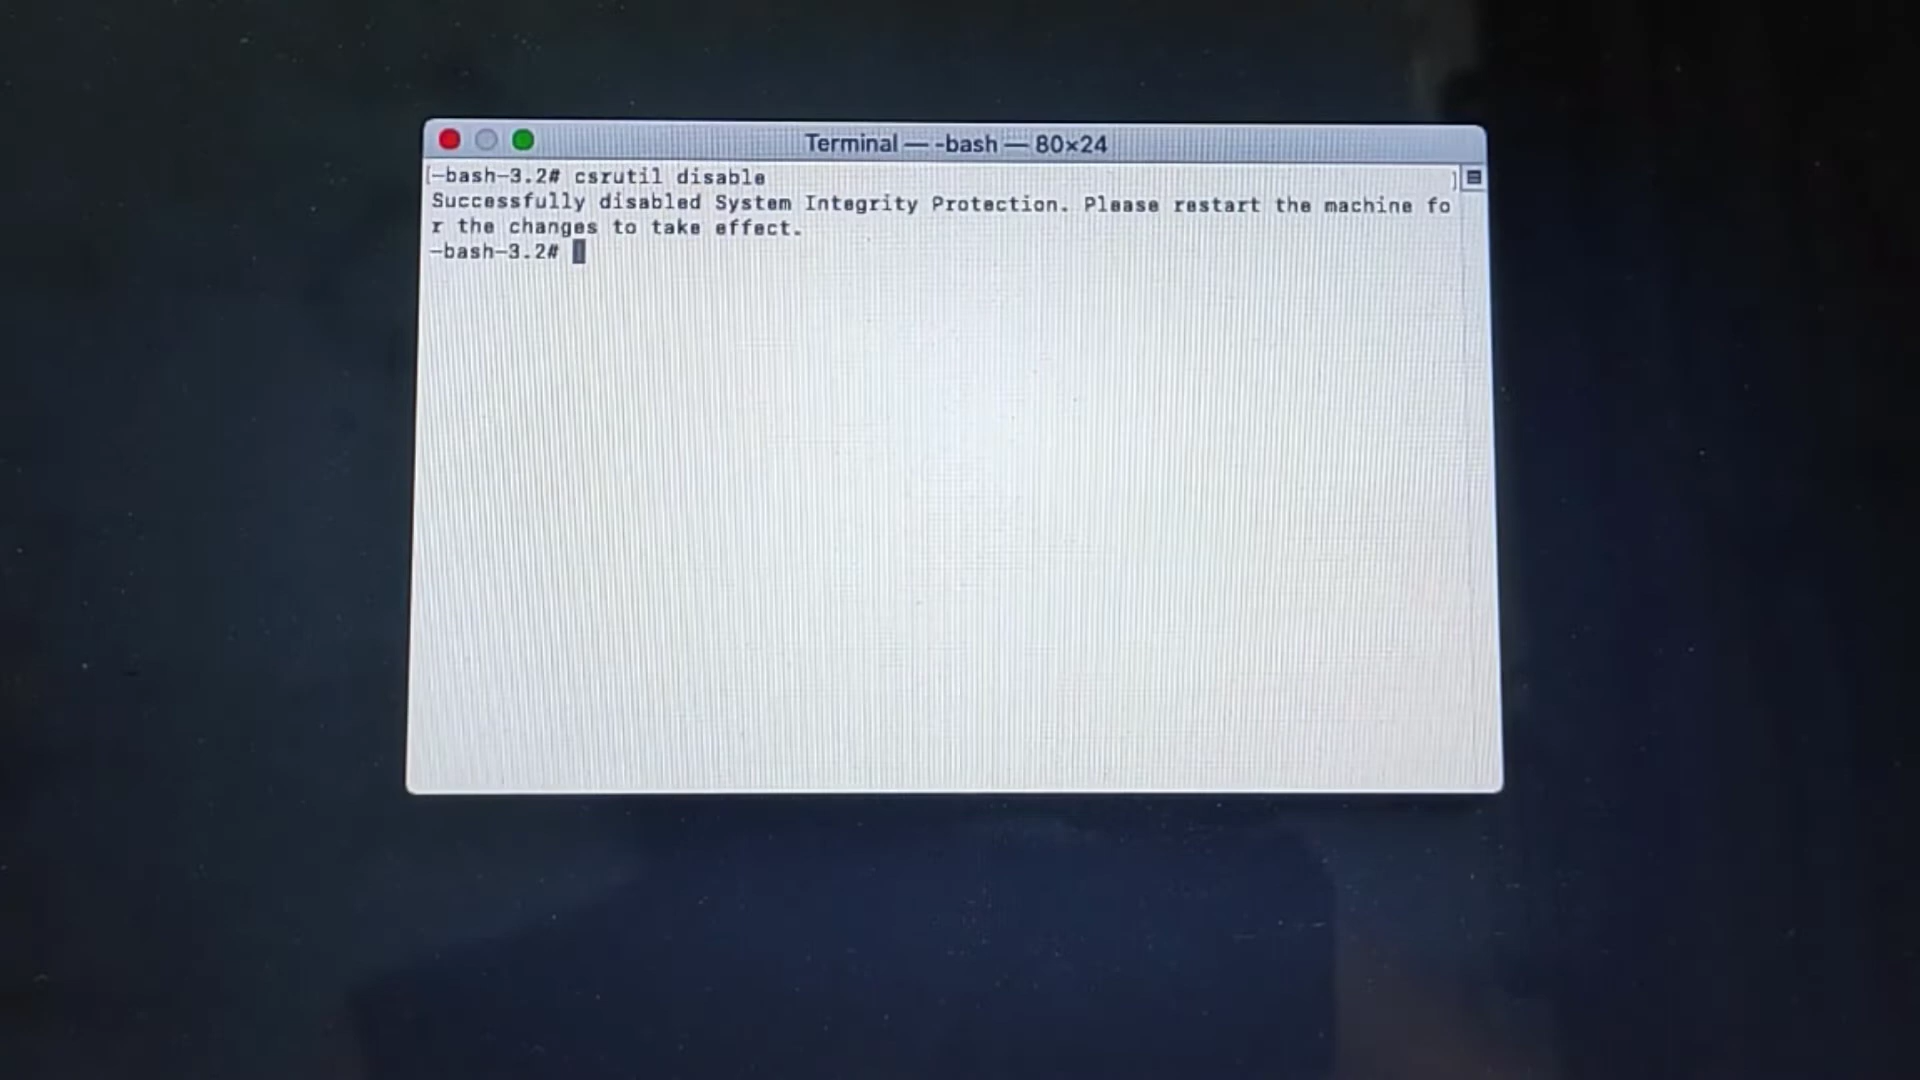 Terminal — -bash — 80×24
[-bash-3.2# csrutil disable ]
Successfully disabled System Integrity Protection. Please restart the machine fo
r the changes to take effect.
-bash-3.2#